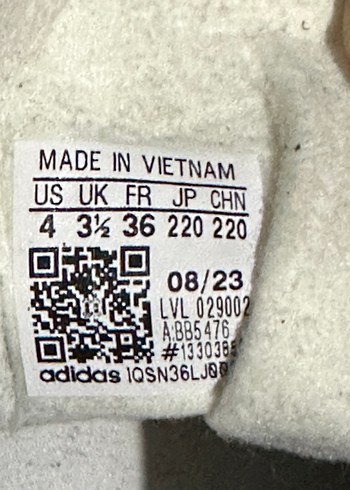 MADE IN VIETNAM
US UK FR JP CHN
4 3½ 36 220 220
08/23
LVL 029002
A:BB5476
adidas